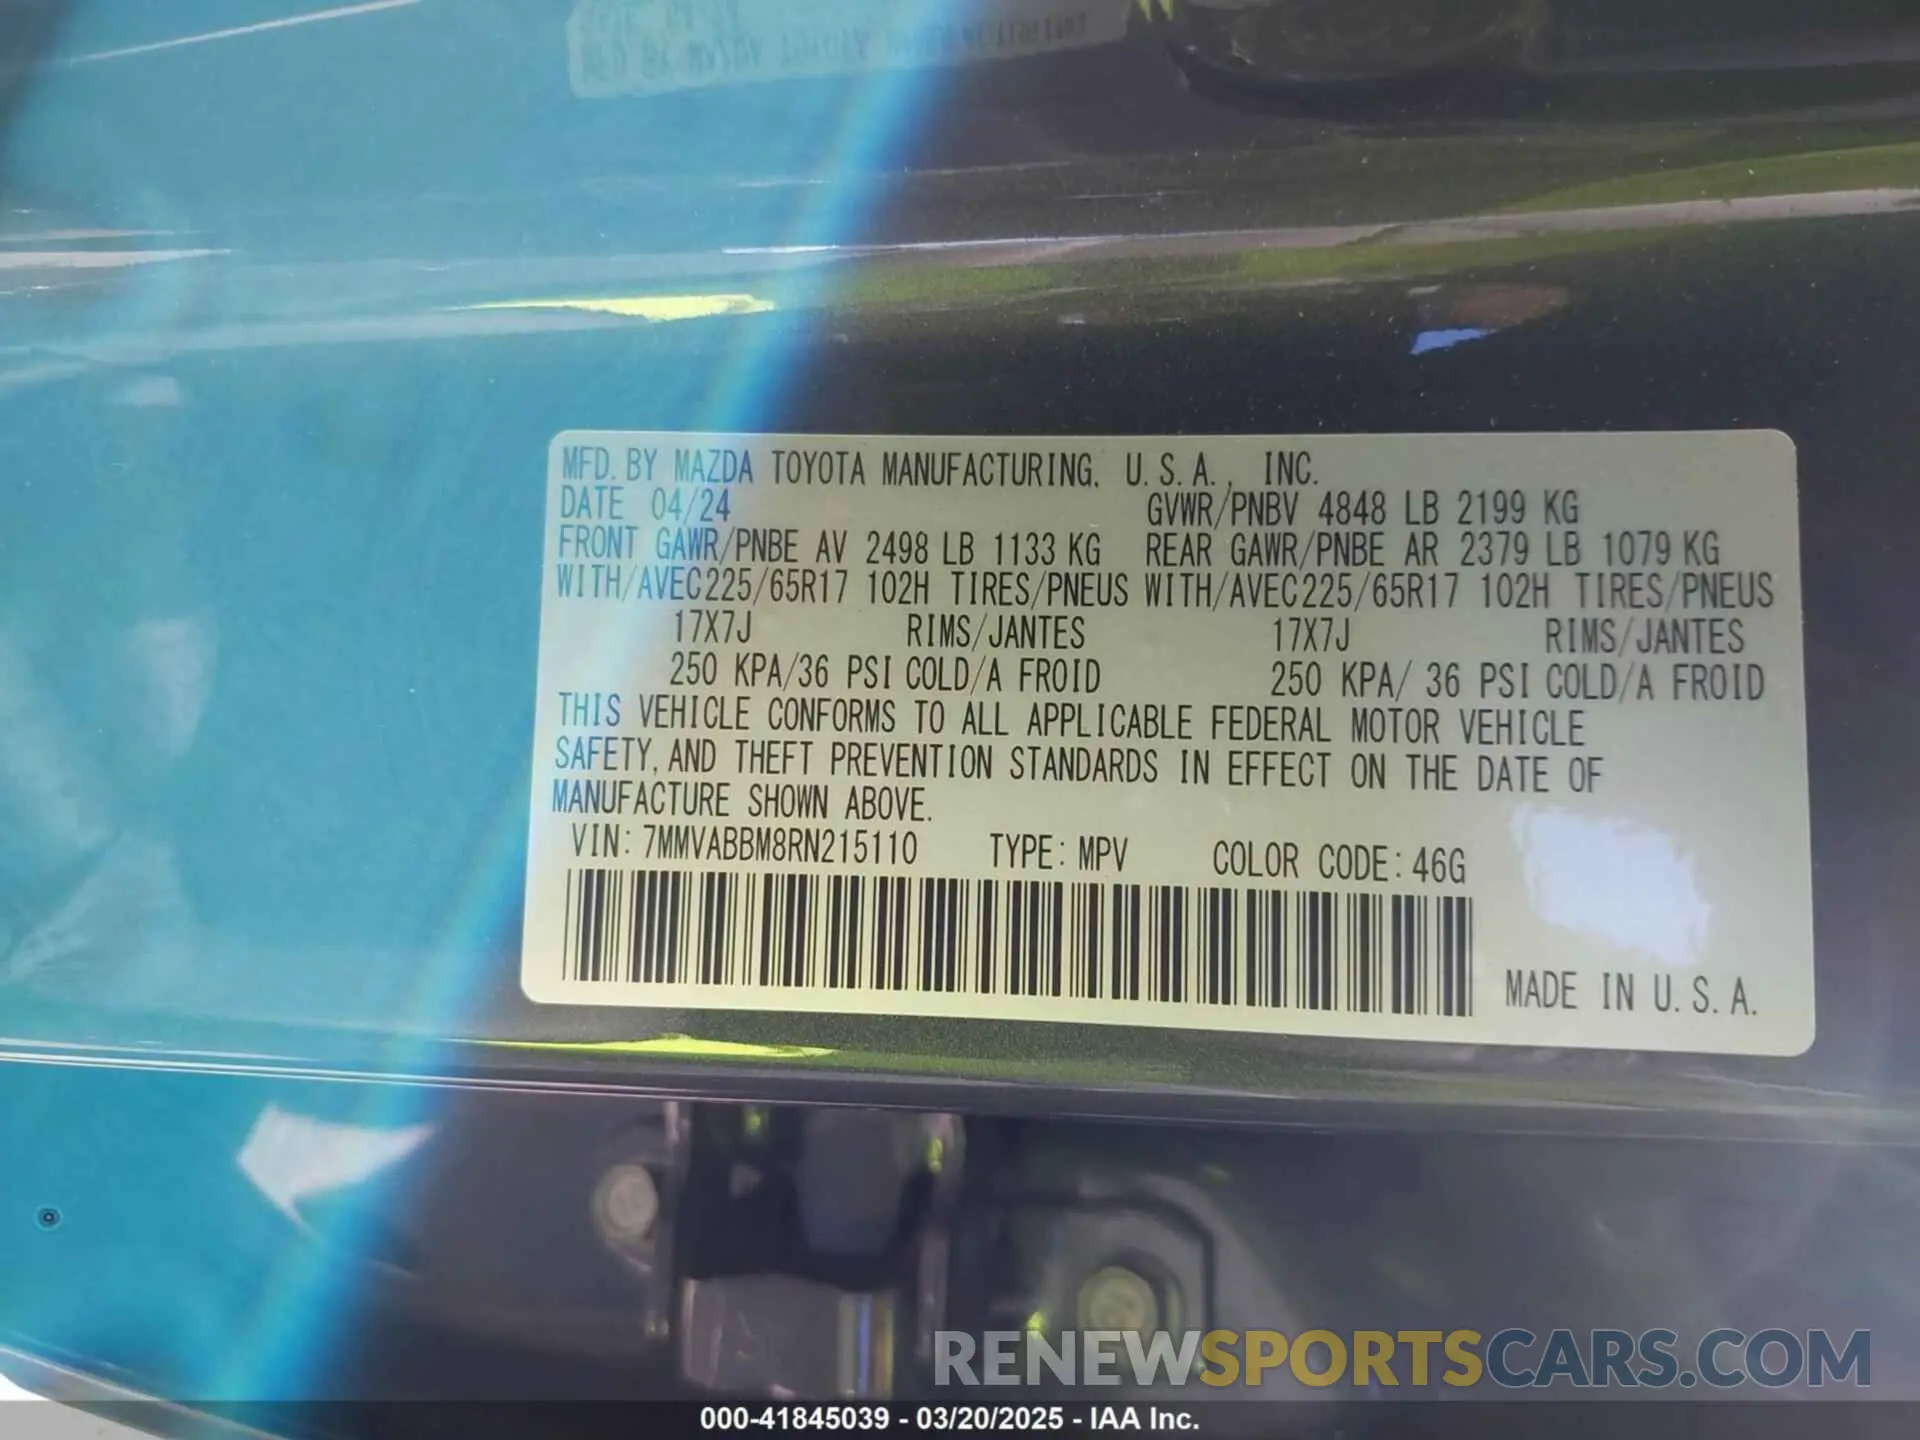 MFD. BY MAZDA TOYOTA MANUFACTURING, U.S.A., INC.
DATE 04/24 GVWR/PNBV 4848 LB 2199 KG
FRONT GAWR/PNBE AV 2498 LB 1133 KG REAR GAWR/PNBE AR 2379 LB 1079 KG
WITH/AVEC225/65R17 102H TIRES/PNEUS WITH/AVEC225/65R17 102H TIRES/PNEUS
17X7J RIMS/JANTES 17X7J RIMS/JANTES
250 KPA/36 PSI COLD/A FROID 250 KPA/ 36 PSI COLD/A FROID
THIS VEHICLE CONFORMS TO ALL APPLICABLE FEDERAL MOTOR VEHICLE
SAFETY, AND THEFT PREVENTION STANDARDS IN EFFECT ON THE DATE OF
MANUFACTURE SHOWN ABOVE.
VIN: 7MMVABBM8RN215110 TYPE: MPV COLOR CODE: 46G
MADE IN U.S.A.
RENEWSPORTSCARS.COM
000-41845039 - 03/20/2025 - IAA Inc.